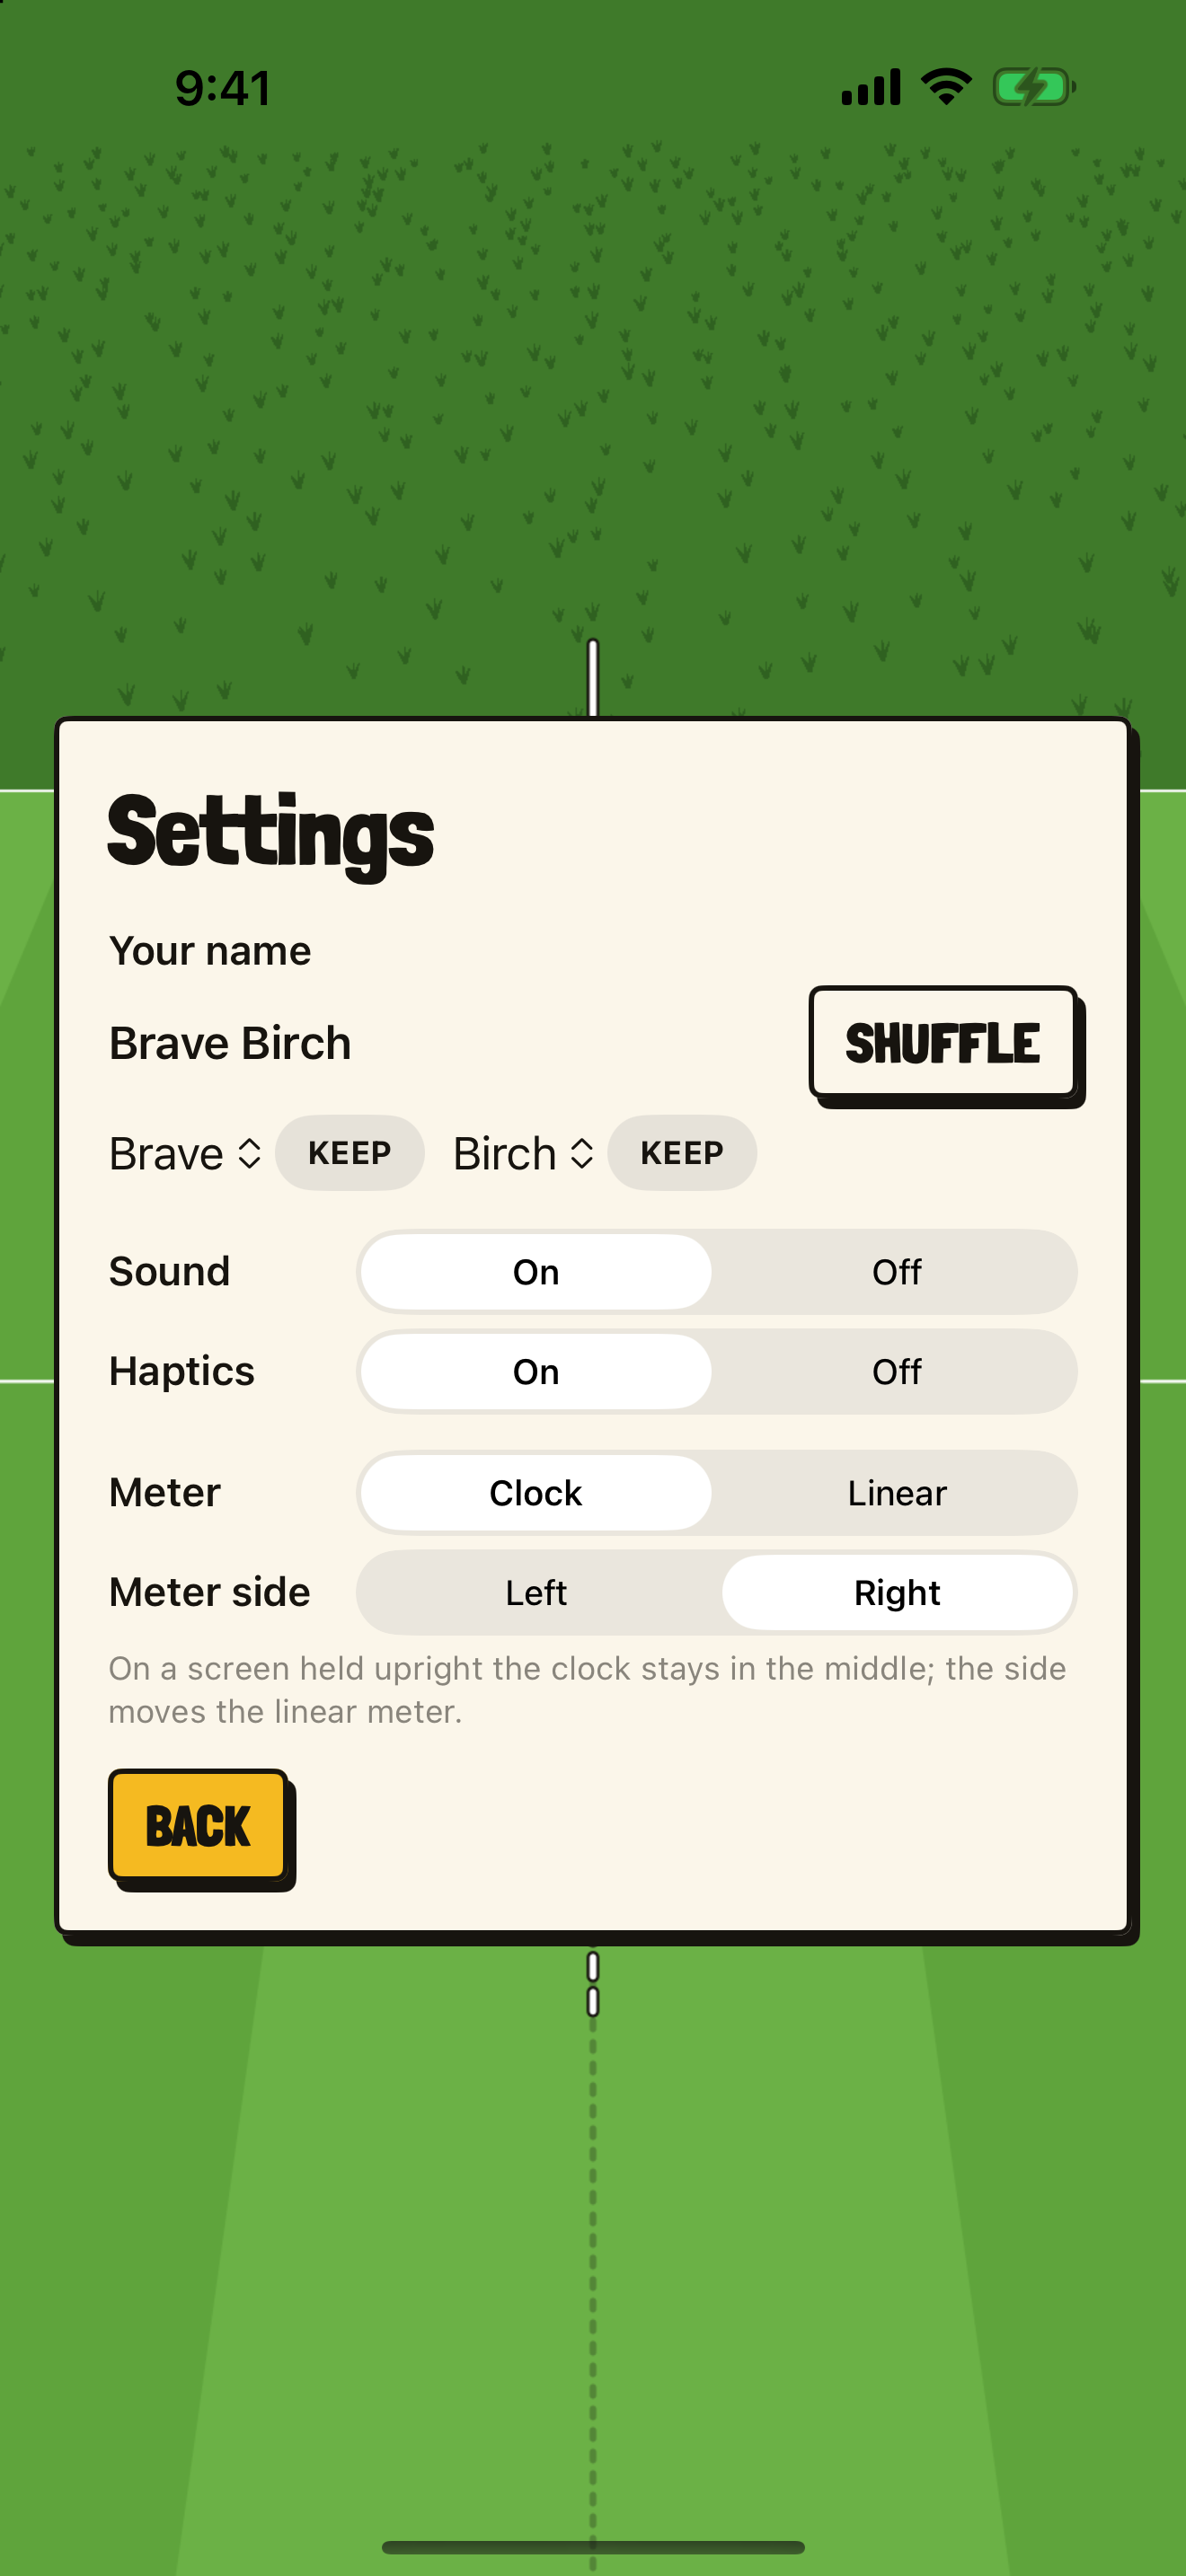 9:41
Settings
Your name
Brave Birch
SHUFFLE
Brave KEEP Birch KEEP
Sound On Off
Haptics On Off
Meter Clock Linear
Meter side Left Right
On a screen held upright the clock stays in the middle; the side
moves the linear meter.
BACK